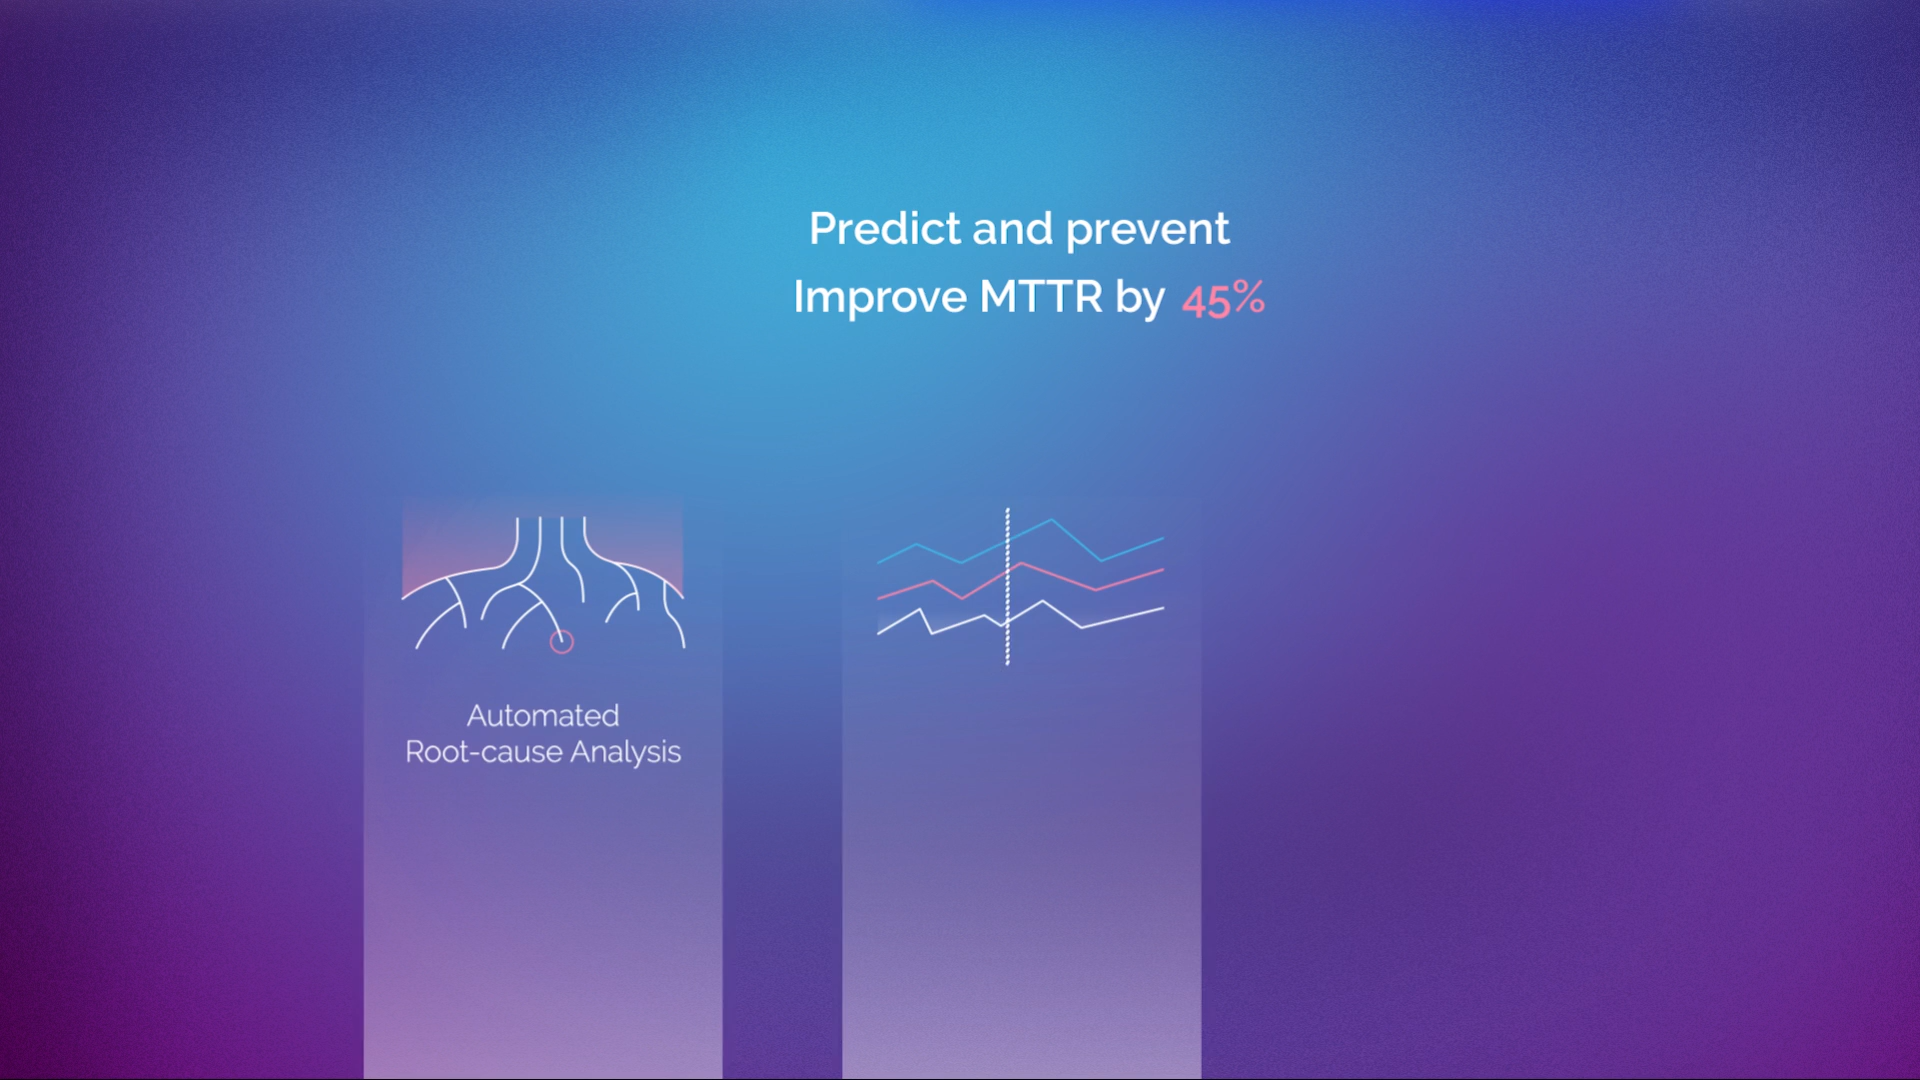 Predict and prevent
Improve MTTR by 45%
Automated
Root-cause Analysis